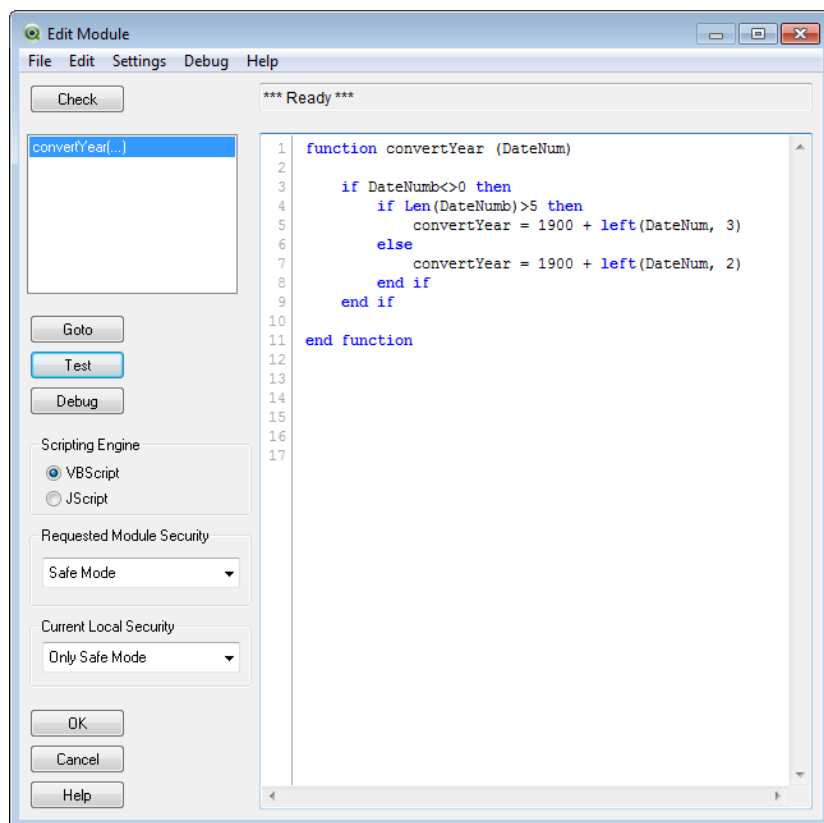 Edit Module
File Edit Settings Debug Help
Check
*** Ready ***
convertYear(...)
1 function convertYear (DateNum)
2
3 if DateNumb<>0 then
4 if Len(DateNumb)>5 then
5 convertYear = 1900 + left(DateNum, 3)
6 else
7 convertYear = 1900 + left(DateNum, 2)
8 end if
9 end if
10
11 end function
12
13
14
15
16
17
Goto
Test
Debug
Scripting Engine
VBScript
JScript
Requested Module Security
Safe Mode
Current Local Security
Only Safe Mode
OK
Cancel
Help